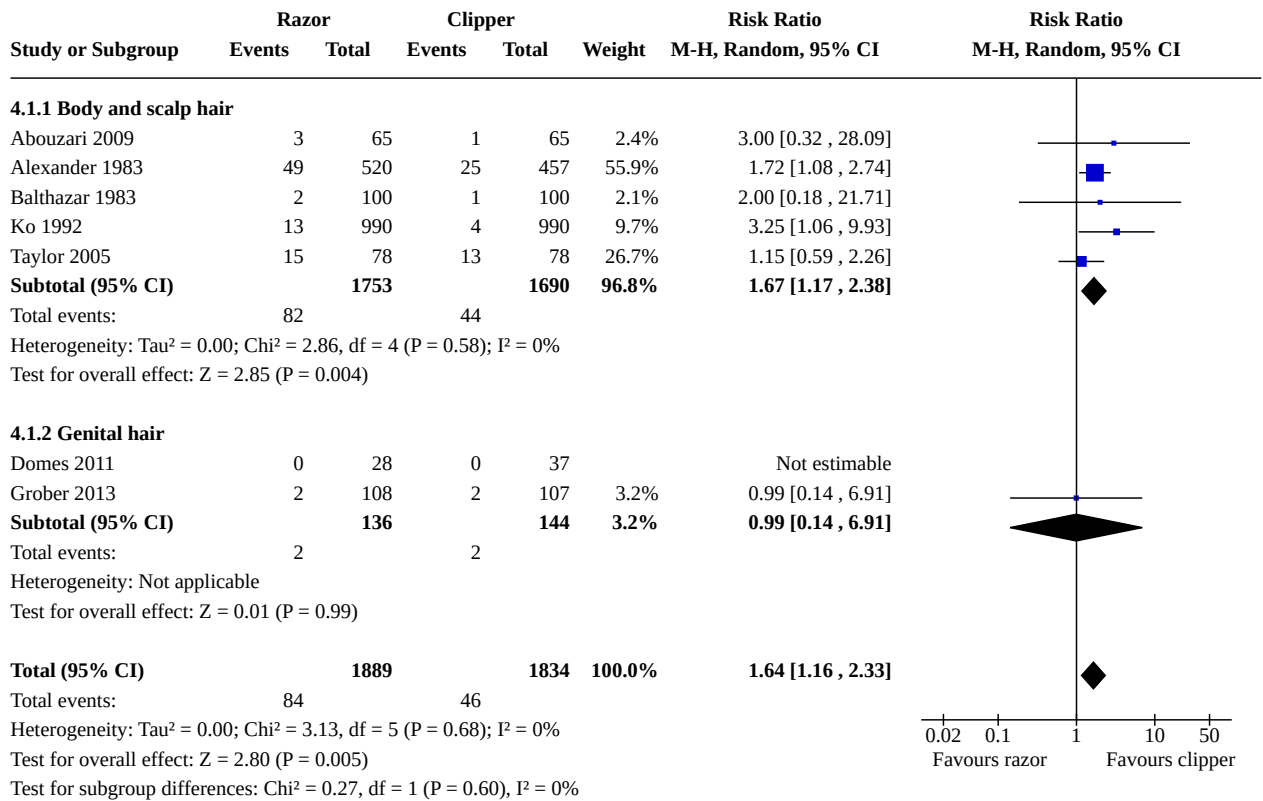 Razor Clipper Risk Ratio Risk Ratio
Study or Subgroup Events Total Events Total Weight M-H, Random, 95% CI M-H, Random, 95% CI
4.1.1 Body and scalp hair
Abouzari 2009 3 65 1 65 2.4% 3.00 [0.32 , 28.09]
Alexander 1983 49 520 25 457 55.9% 1.72 [1.08 , 2.74]
Balthazar 1983 2 100 1 100 2.1% 2.00 [0.18 , 21.71]
Ko 1992 13 990 4 990 9.7% 3.25 [1.06 , 9.93]
Taylor 2005 15 78 13 78 26.7% 1.15 [0.59 , 2.26]
Subtotal (95% CI) 1753 1690 96.8% 1.67 [1.17 , 2.38]
Total events: 82 44
Heterogeneity: Tau² = 0.00; Chi² = 2.86, df = 4 (P = 0.58); I² = 0%
Test for overall effect: Z = 2.85 (P = 0.004)
4.1.2 Genital hair
Domes 2011 0 28 0 37 Not estimable
Grober 2013 2 108 2 107 3.2% 0.99 [0.14 , 6.91]
Subtotal (95% CI) 136 144 3.2% 0.99 [0.14 , 6.91]
Total events: 2 2
Heterogeneity: Not applicable
Test for overall effect: Z = 0.01 (P = 0.99)
Total (95% CI) 1889 1834 100.0% 1.64 [1.16 , 2.33]
Total events: 84 46
Heterogeneity: Tau² = 0.00; Chi² = 3.13, df = 5 (P = 0.68); I² = 0%
Test for overall effect: Z = 2.80 (P = 0.005)
Test for subgroup differences: Chi² = 0.27, df = 1 (P = 0.60), I² = 0%
0.02 0.1 1 10 50
Favours razor Favours clipper